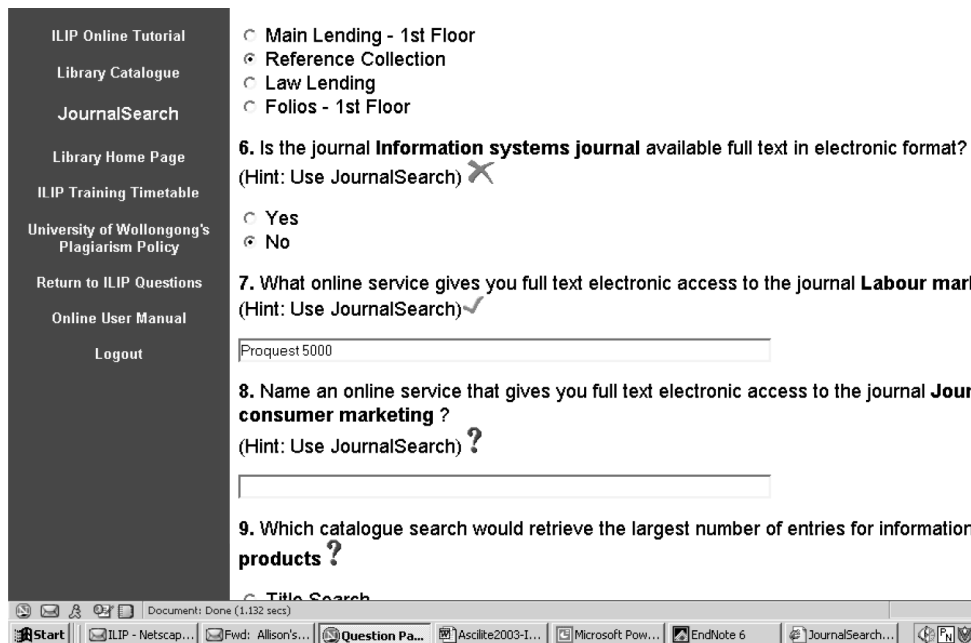 ILIP Online Tutorial
Library Catalogue
JournalSearch
Library Home Page
ILIP Training Timetable
University of Wollongong's
Plagiarism Policy
Return to ILIP Questions
Online User Manual
Logout
Main Lending - 1st Floor
Reference Collection
Law Lending
Folios - 1st Floor
6. Is the journal Information systems journal available full text in electronic format?
(Hint: Use JournalSearch)
Yes
No
7. What online service gives you full text electronic access to the journal Labour mar
(Hint: Use JournalSearch)
Proquest 5000
8. Name an online service that gives you full text electronic access to the journal Jour
consumer marketing ?
(Hint: Use JournalSearch) ?
9. Which catalogue search would retrieve the largest number of entries for information
products ?
Title Search
Document: Done (1.132 secs)
Start ILIP - Netscap... Fwd: Allison's... Question Pa... Ascilite2003-I... Microsoft Pow... EndNote 6 JournalSearch...